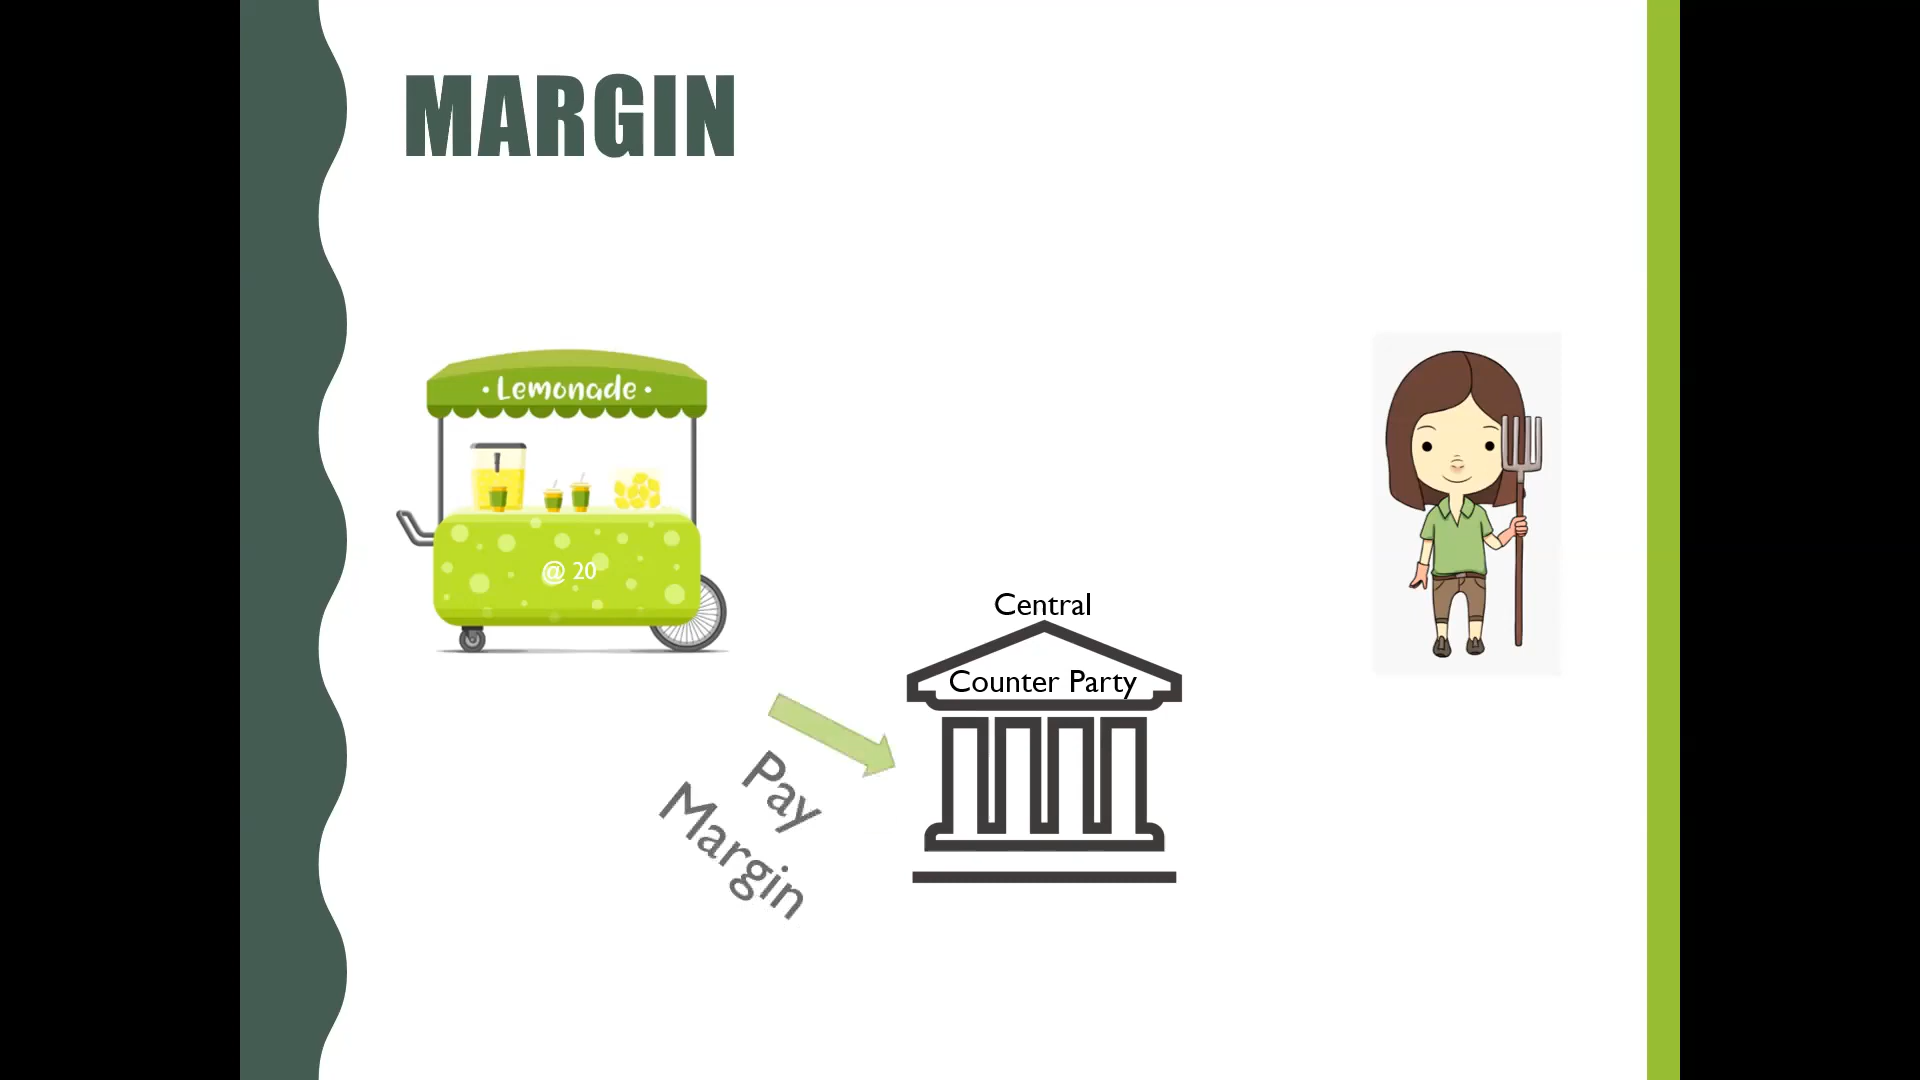 MARGIN
· Lemonade ·
@ 20
Central
Counter Party
Pay
Margin